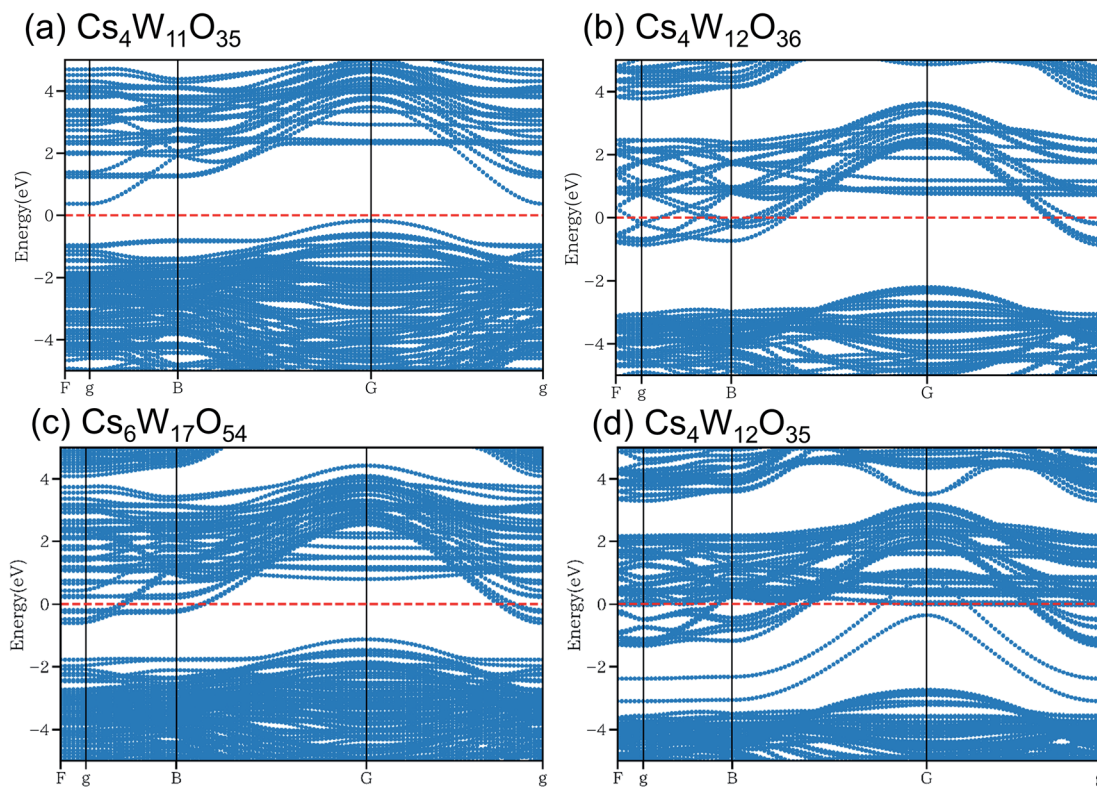 (a) Cs4W11O35
Energy(eV)
4
2
0
−2
−4
F g B G g
(b) Cs4W12O36
Energy(eV)
4
2
0
−2
−4
F g B G g
(c) Cs6W17O54
Energy(eV)
4
2
0
−2
−4
F g B G g
(d) Cs4W12O35
Energy(eV)
4
2
0
−2
−4
F g B G g